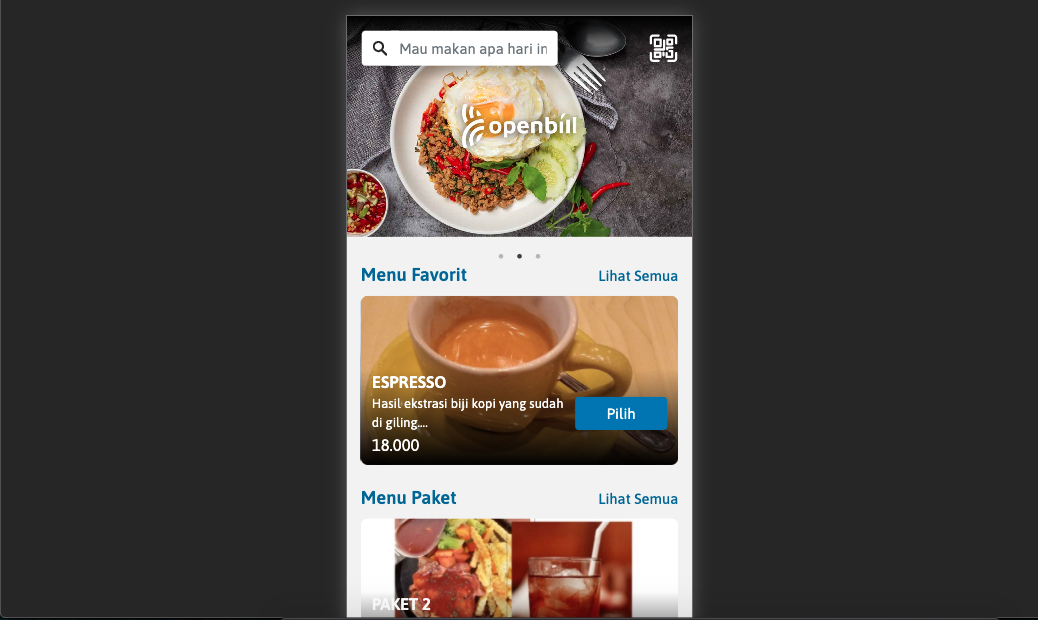 Mau makan apa hari in
openbill
Menu Favorit
Lihat Semua
ESPRESSO
Hasil ekstrasi biji kopi yang sudah
di giling,...
Pilih
18.000
Menu Paket
Lihat Semua
PAKET 2